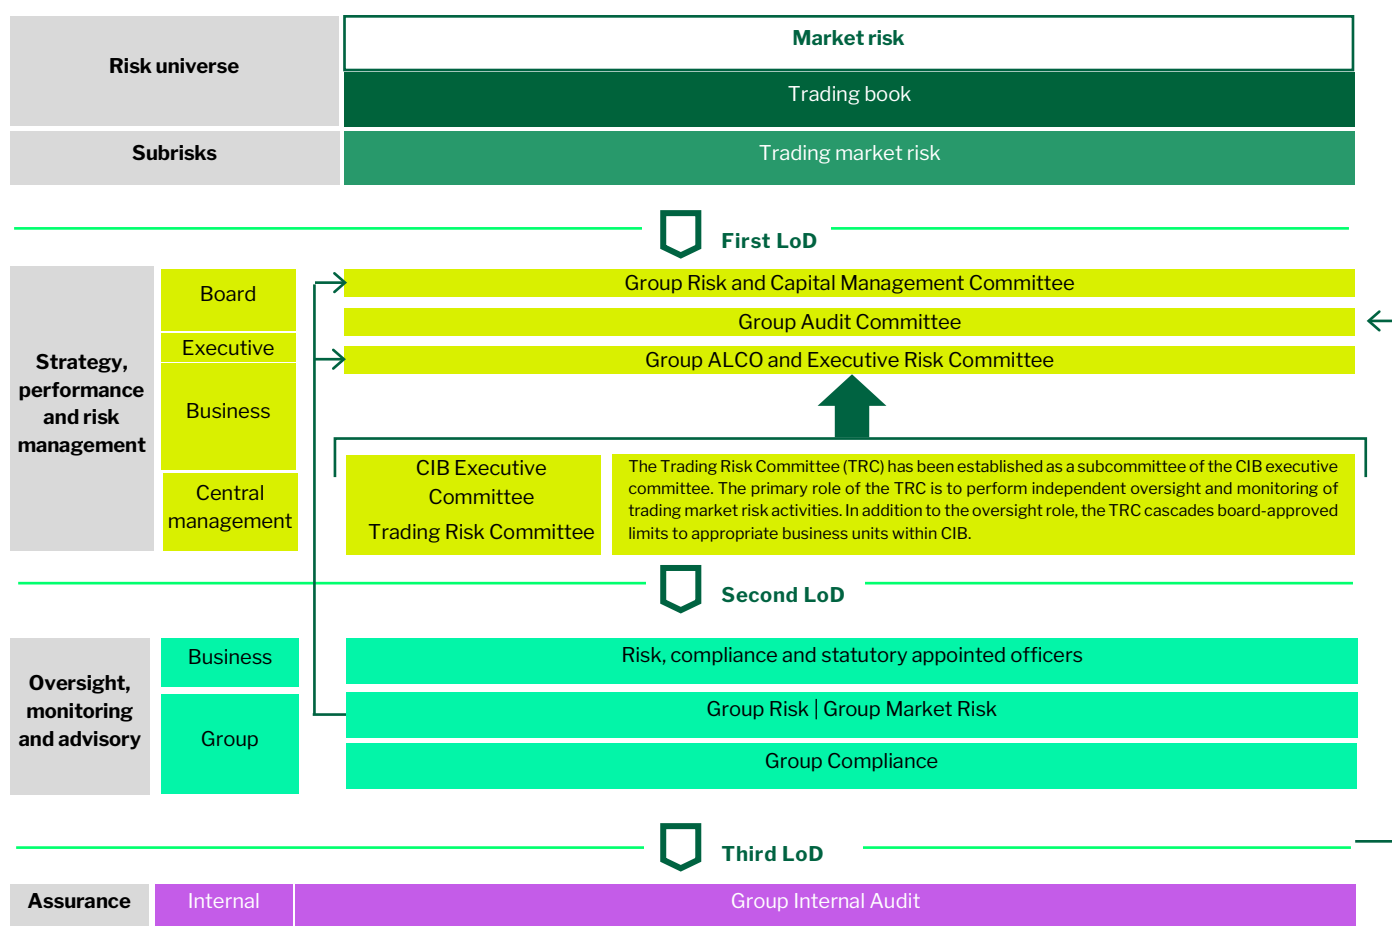 Risk universe
Market risk
Trading book
Subrisks
Trading market risk
First LoD
Strategy,
performance
and risk
management
Board
Executive
Business
Central
management
Group Risk and Capital Management Committee
Group Audit Committee
Group ALCO and Executive Risk Committee
CIB Executive
Committee
Trading Risk Committee
The Trading Risk Committee (TRC) has been established as a subcommittee of the CIB executive
committee. The primary role of the TRC is to perform independent oversight and monitoring of
trading market risk activities. In addition to the oversight role, the TRC cascades board-approved
limits to appropriate business units within CIB.
Second LoD
Oversight,
monitoring
and advisory
Business
Group
Risk, compliance and statutory appointed officers
Group Risk | Group Market Risk
Group Compliance
Third LoD
Assurance
Internal
Group Internal Audit